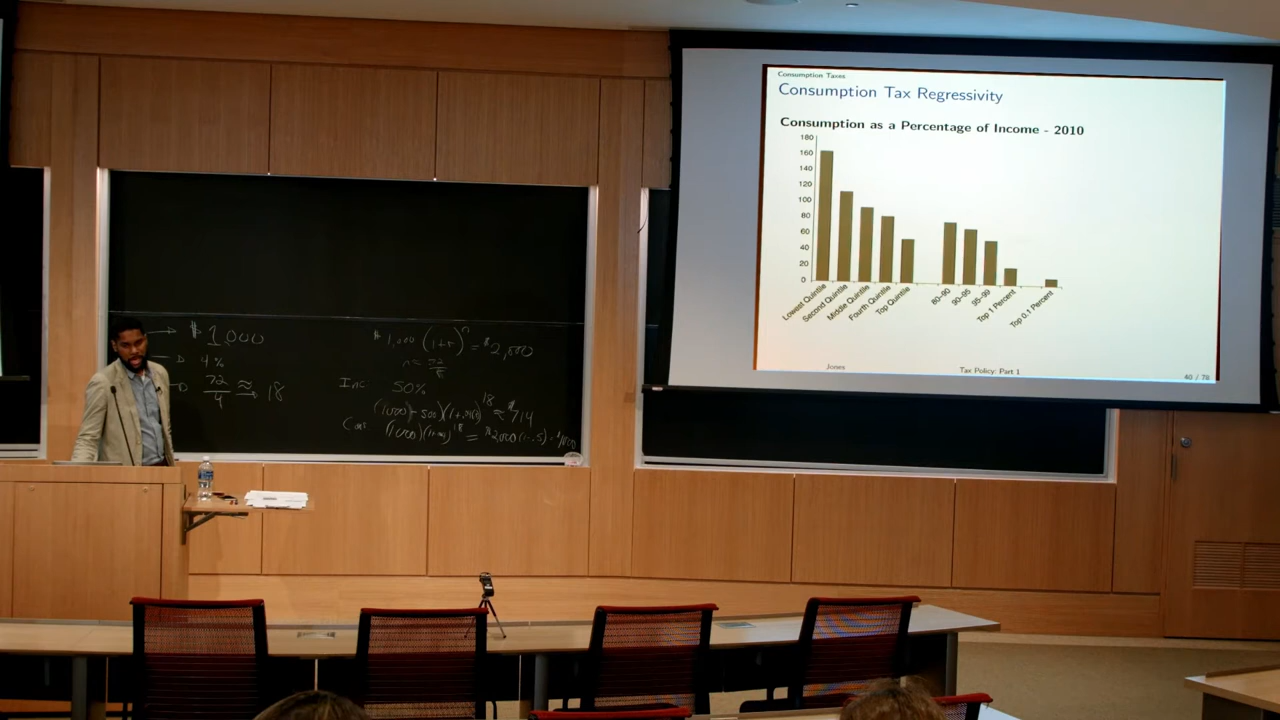 $ 1,000
4%
72
4
≈ 18
$ 1,000 (1+r)^n = $2,000
n =
Inc
50%
18
714
Consumption Taxes
Consumption Tax Regressivity
Consumption as a Percentage of Income - 2010
180
160
140
120
100
80
60
40
20
0
Lowest Quintile
Second Quintile
Middle Quintile
Fourth Quintile
Top Quintile
80–90
90–95
95–99
Top 1 Percent
Top 0.1 Percent
Jones
Tax Policy: Part 1
40 / 78